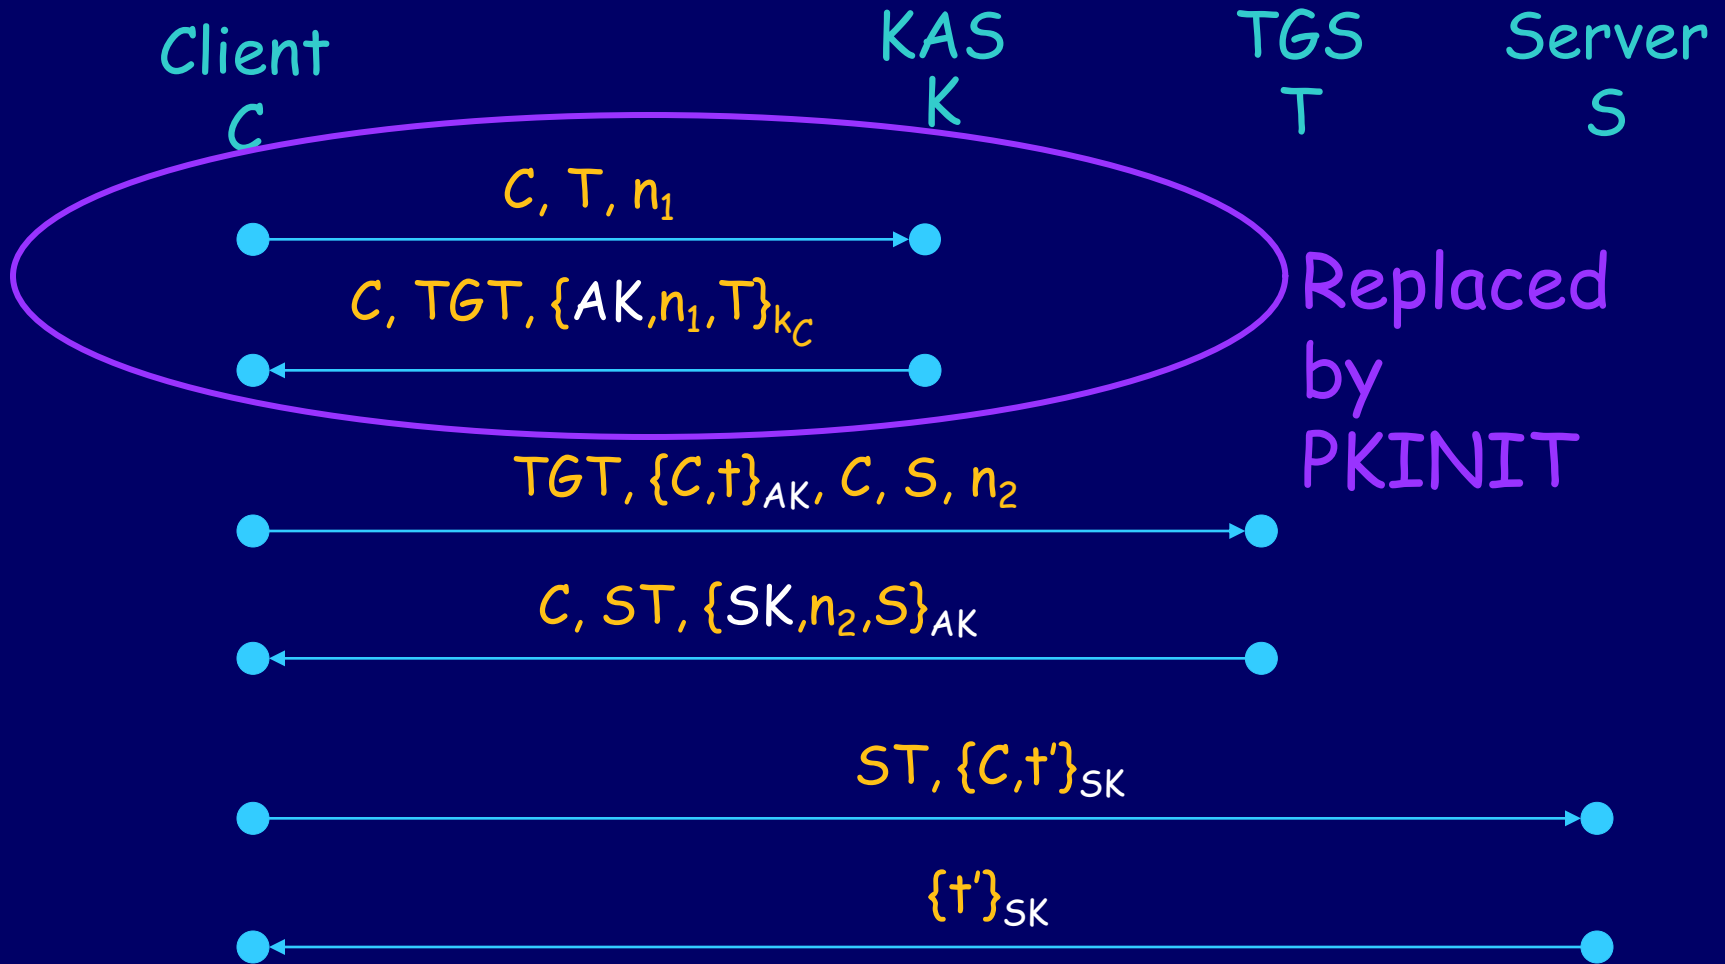 Client KAS TGS Server
C K T S
C, T, n₁
C, TGT, {AK,n₁,T}k_C
Replaced
by
PKINIT
TGT, {C,t}AK, C, S, n₂
C, ST, {SK,n₂,S}AK
ST, {C,t'}SK
{t'}SK